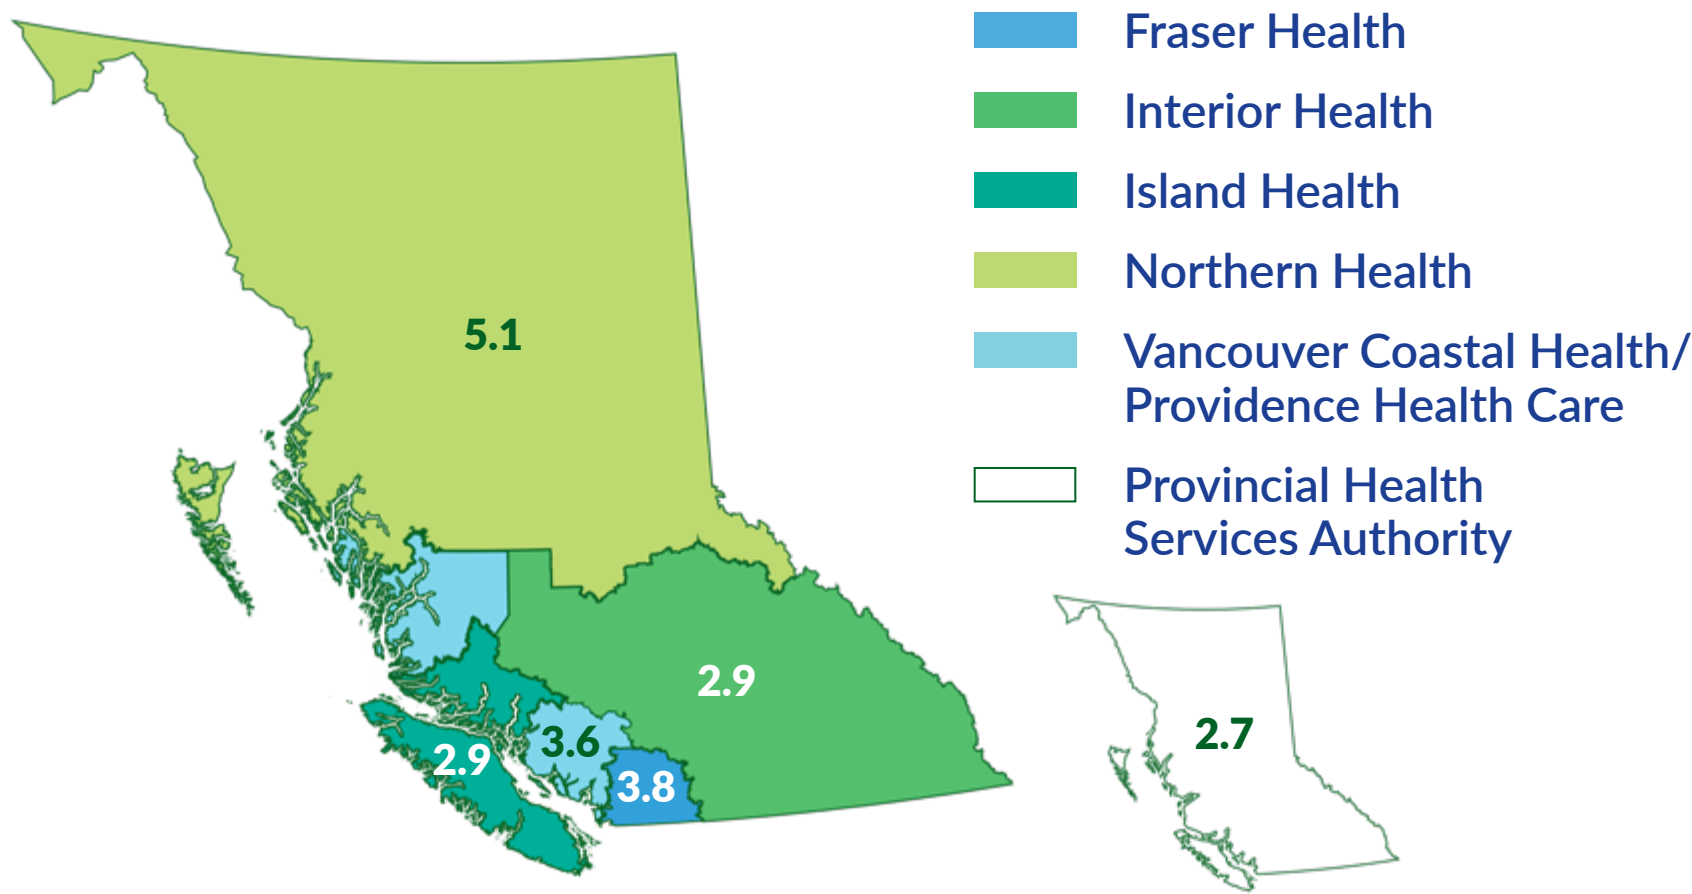 Fraser Health
Interior Health
Island Health
Northern Health
Vancouver Coastal Health/
Providence Health Care
Provincial Health
Services Authority
5.1
2.9
3.6
2.9
3.8
2.7